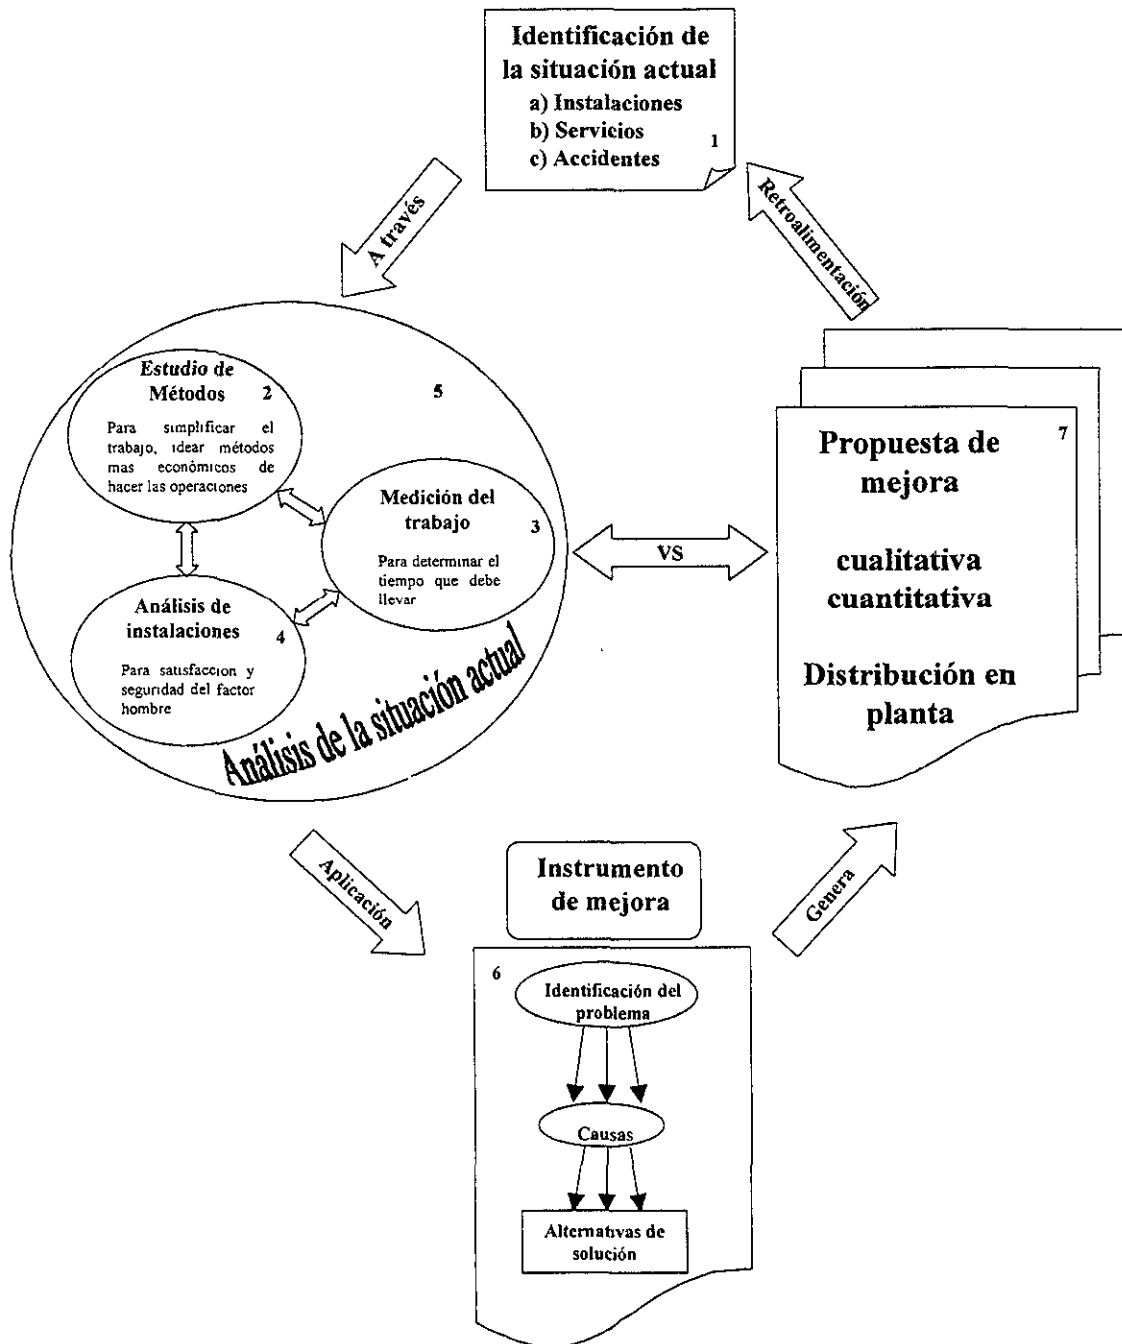 Identificación de
la situación actual
a) Instalaciones
b) Servicios
c) Accidentes
1
A través
Retroalimentación
Estudio de
Métodos
2
Para simplificar el
trabajo, idear métodos
mas económicos de
hacer las operaciones
5
Medición del
trabajo
3
Para determinar el
tiempo que debe
llevar
Análisis de
instalaciones
4
Para satisfaccion y
seguridad del factor
hombre
Análisis de la situación actual
VS
7
Propuesta de
mejora
cualitativa
cuantitativa
Distribución en
planta
Aplicación
Instrumento
de mejora
Genera
6
Identificación del
problema
Causas
Alternativas de
solución